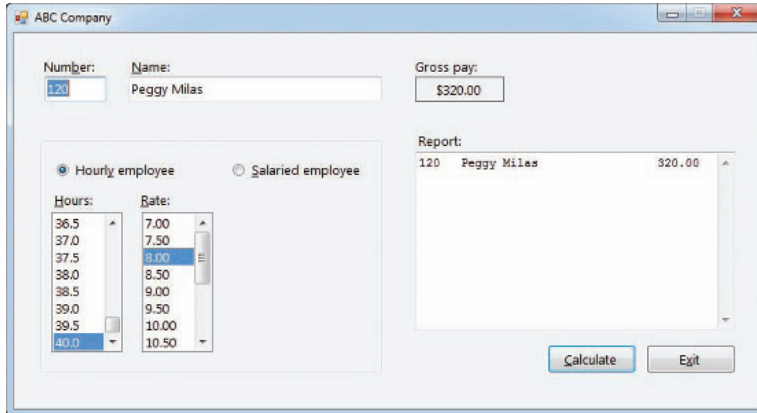 ABC Company
Number:
Name:
Gross pay:
120
Peggy Milas
$320.00
Report:
120 Peggy Milas 320.00
Hourly employee
Salaried employee
Hours:
Rate:
36.5
37.0
37.5
38.0
38.5
39.0
39.5
40.0
7.00
7.50
8.00
8.50
9.00
9.50
10.00
10.50
Calculate
Exit